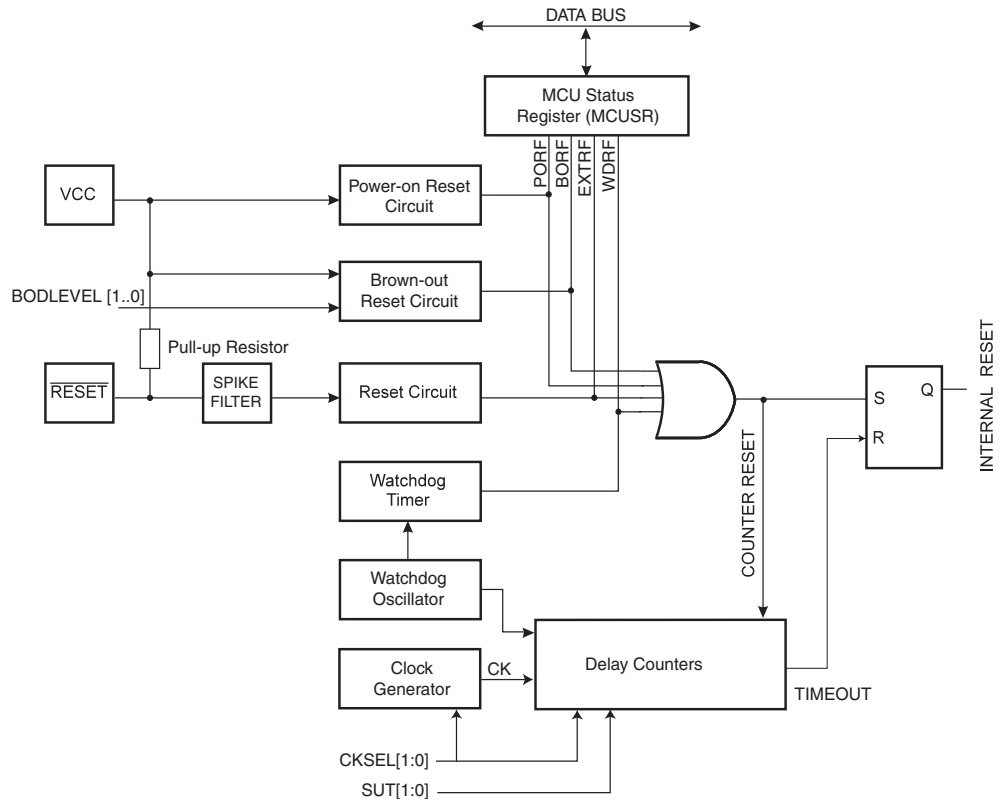 DATA BUS
MCU Status
Register (MCUSR)
PORF
BORF
EXTRF
WDRF
VCC
Power-on Reset
Circuit
BODLEVEL [1..0]
Brown-out
Reset Circuit
Pull-up Resistor
RESET
SPIKE
FILTER
Reset Circuit
S
Q
R
INTERNAL RESET
Watchdog
Timer
COUNTER RESET
Watchdog
Oscillator
Clock
Generator
CK
Delay Counters
TIMEOUT
CKSEL[1:0]
SUT[1:0]